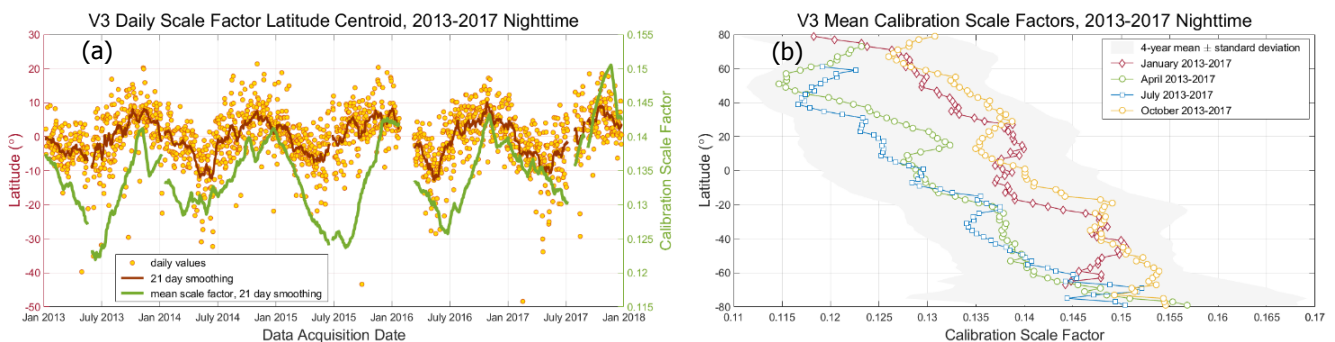 V3 Daily Scale Factor Latitude Centroid, 2013-2017 Nighttime
(a)
30
20
10
0
-10
-20
-30
-40
-50
Latitude (°)
0.155
0.15
0.145
0.14
0.135
0.13
0.125
0.12
0.115
Calibration Scale Factor
daily values
21 day smoothing
mean scale factor, 21 day smoothing
Jan 2013 July 2013 Jan 2014 July 2014 Jan 2015 July 2015 Jan 2016 July 2016 Jan 2017 July 2017 Jan 2018
Data Acquisition Date
V3 Mean Calibration Scale Factors, 2013-2017 Nighttime
(b)
80
60
40
20
0
-20
-40
-60
-80
Latitude (°)
4-year mean ± standard deviation
January 2013-2017
April 2013-2017
July 2013-2017
October 2013-2017
0.11 0.115 0.12 0.125 0.13 0.135 0.14 0.145 0.15 0.155 0.16 0.165 0.17
Calibration Scale Factor